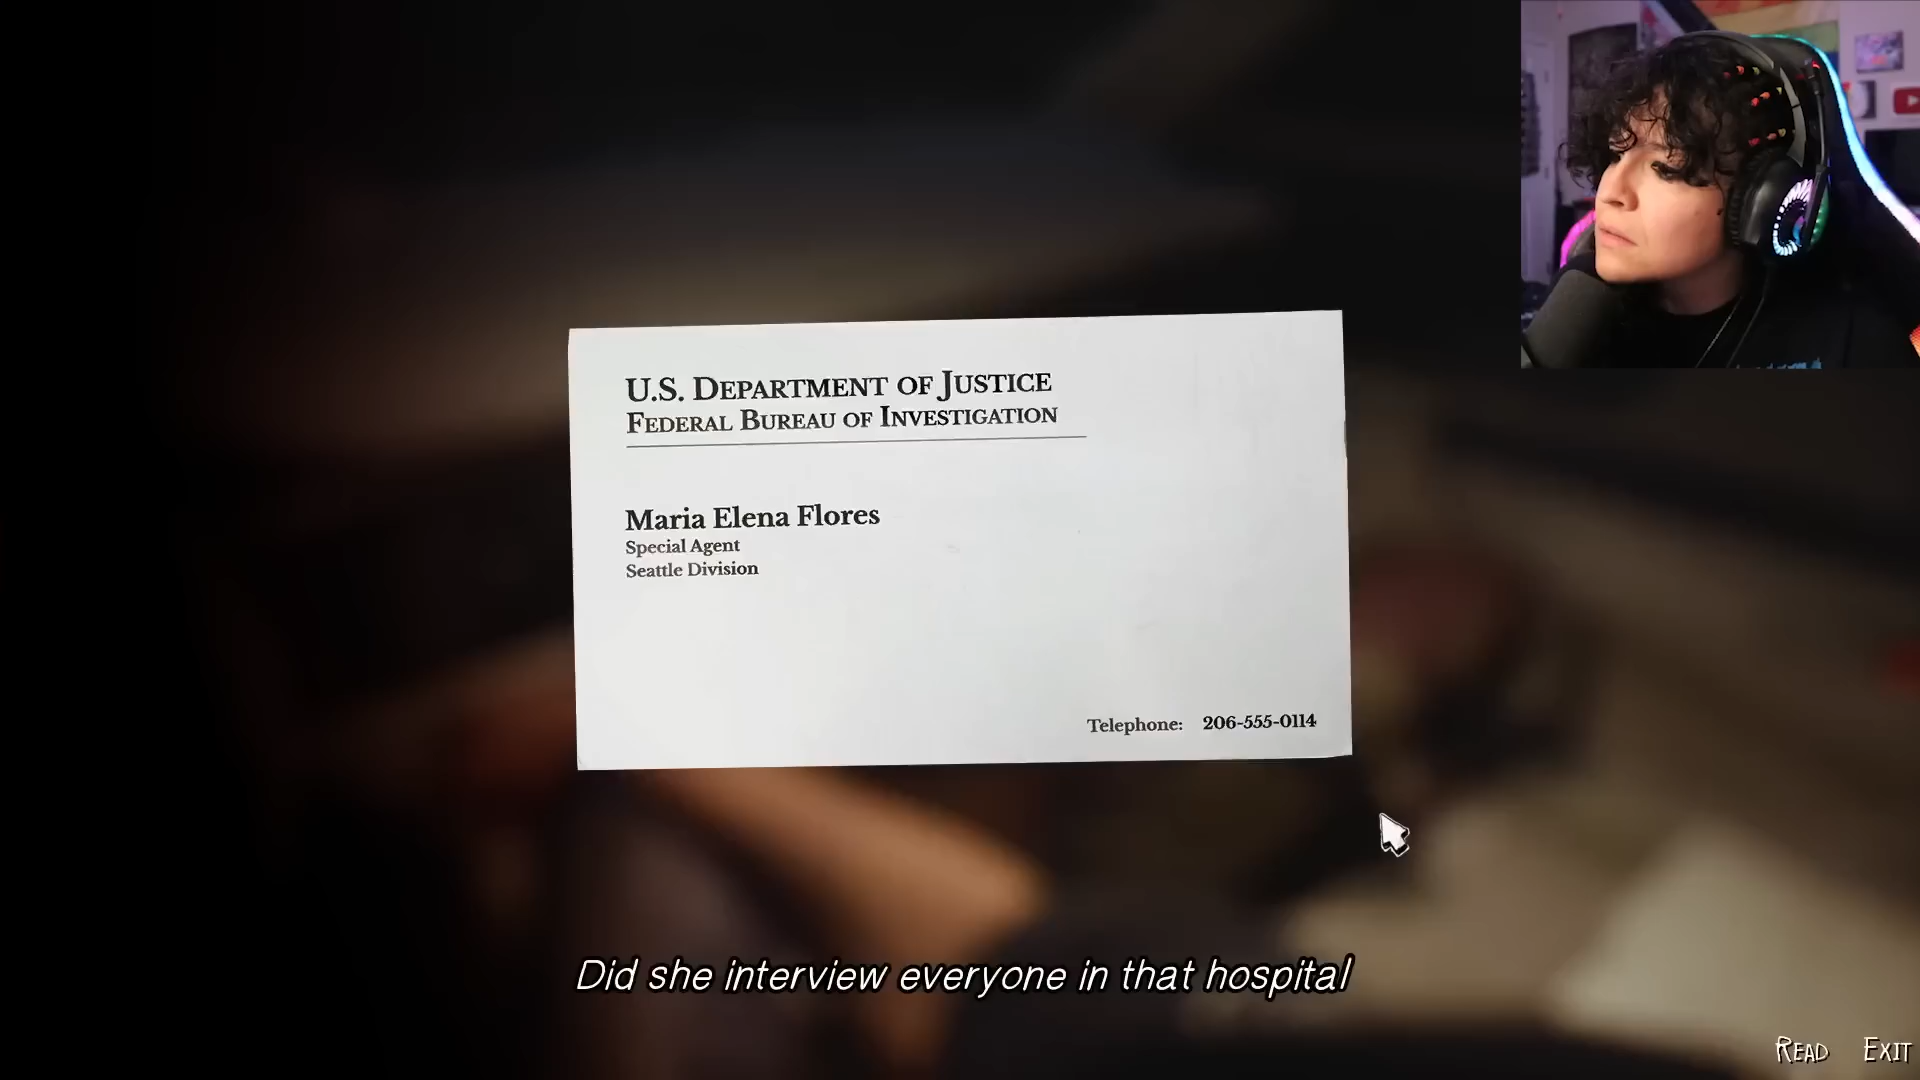 U.S. DEPARTMENT OF JUSTICE
FEDERAL BUREAU OF INVESTIGATION
Maria Elena Flores
Special Agent
Seattle Division
Telephone: 206-555-0114
Did she interview everyone in that hospital
READ EXIT